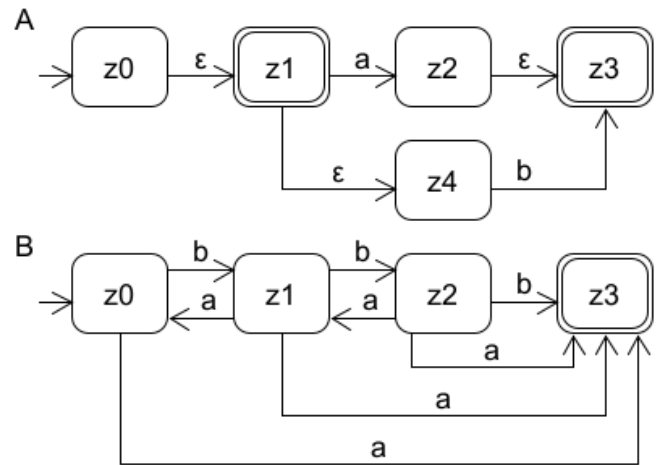 A
z0 ε z1 a z2 ε z3
ε z4 b
B
b b
z0 z1 z2 b z3
a a
a
a
a